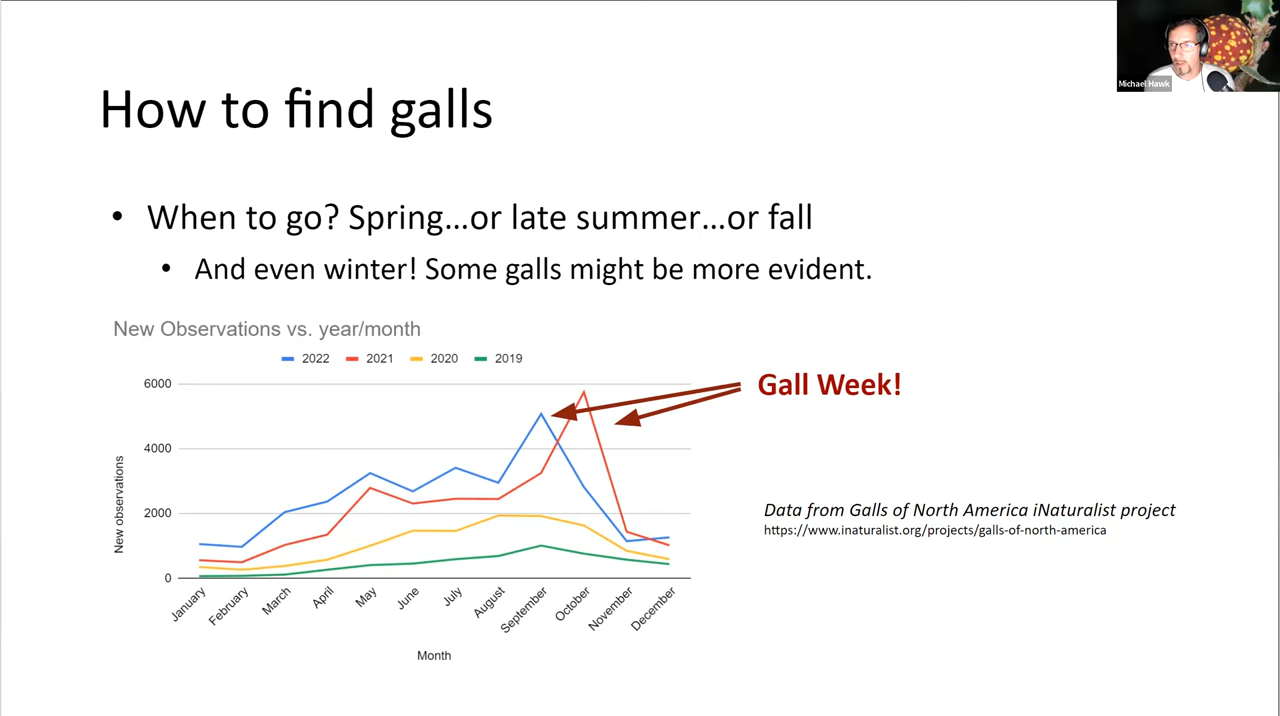 Michael Hawk
How to find galls
• When to go? Spring...or late summer...or fall
• And even winter! Some galls might be more evident.
New Observations vs. year/month
2022 2021 2020 2019
6000
4000
2000
0
New observations
January February March April May June July August September October November December
Month
Gall Week!
Data from Galls of North America iNaturalist project
https://www.inaturalist.org/projects/galls-of-north-america